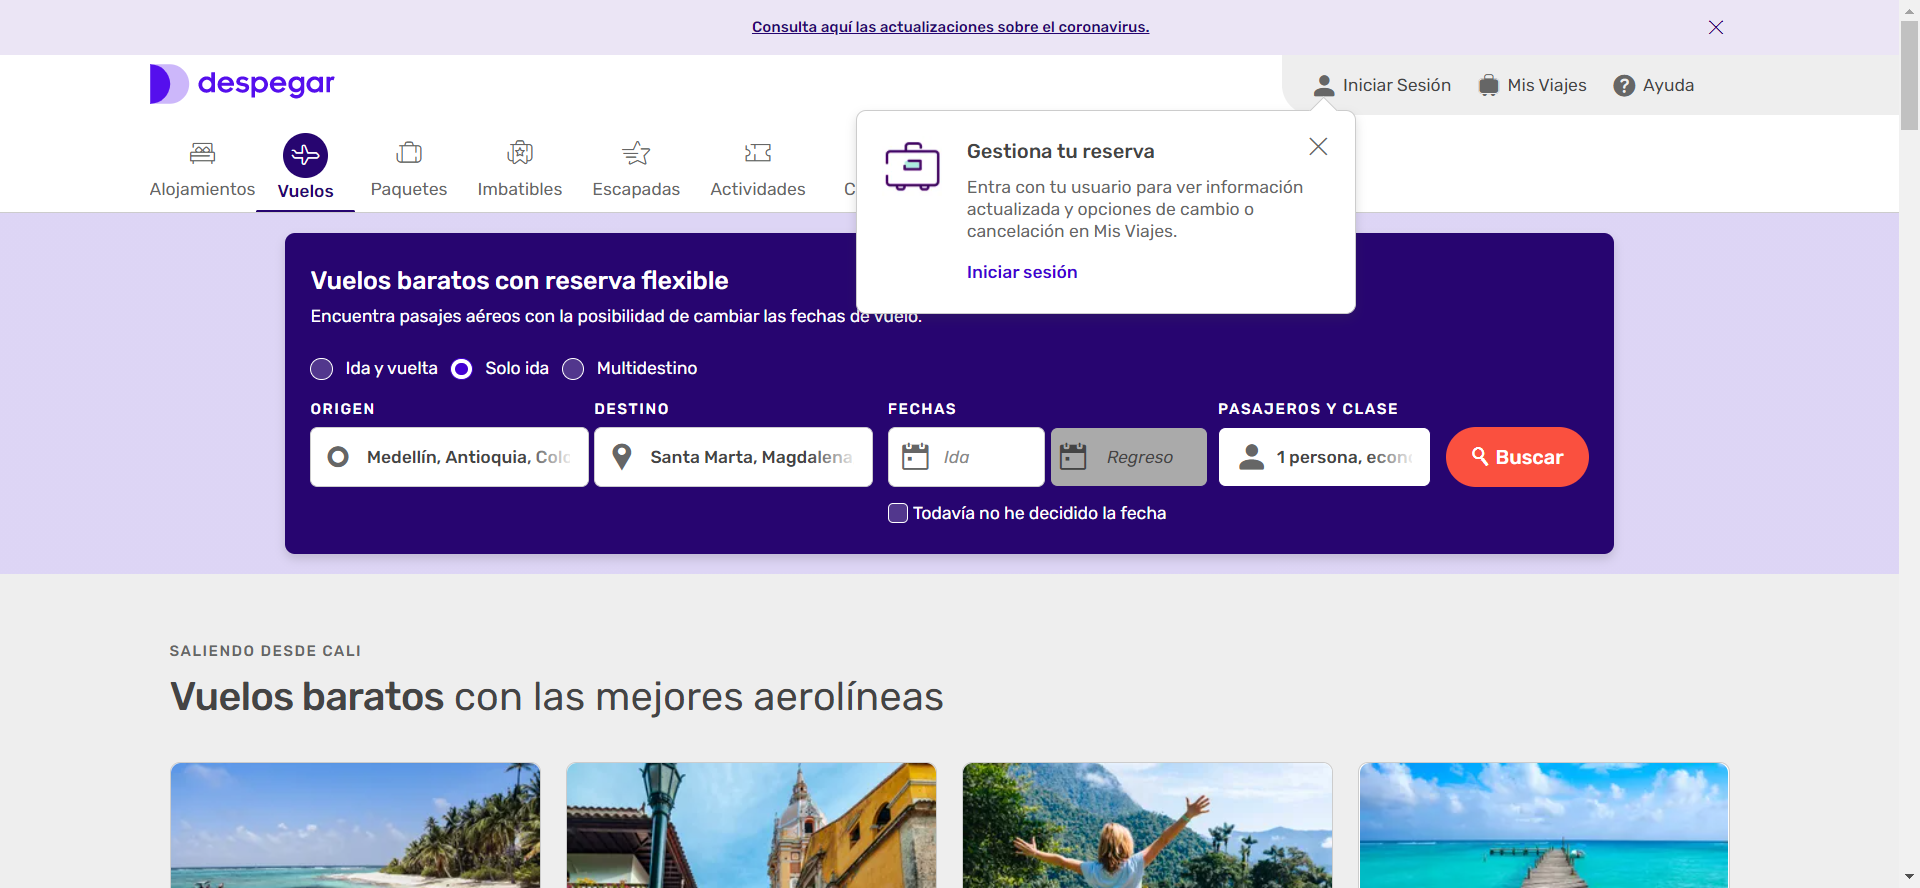 Consulta aquí las actualizaciones sobre el coronavirus.
despegar
Iniciar Sesión
Mis Viajes
Ayuda
Alojamientos
Vuelos
Paquetes
Imbatibles
Escapadas
Actividades
C
Gestiona tu reserva
Entra con tu usuario para ver información
actualizada y opciones de cambio o
cancelación en Mis Viajes.
Iniciar sesión
Vuelos baratos con reserva flexible
Encuentra pasajes aéreos con la posibilidad de cambiar las fechas de vuelo.
Ida y vuelta
Solo ida
Multidestino
ORIGEN
DESTINO
FECHAS
PASAJEROS Y CLASE
Medellín, Antioquia, Colo
Santa Marta, Magdalena
Ida
Regreso
1 persona, econ
Buscar
Todavía no he decidido la fecha
SALIENDO DESDE CALI
Vuelos baratos con las mejores aerolíneas